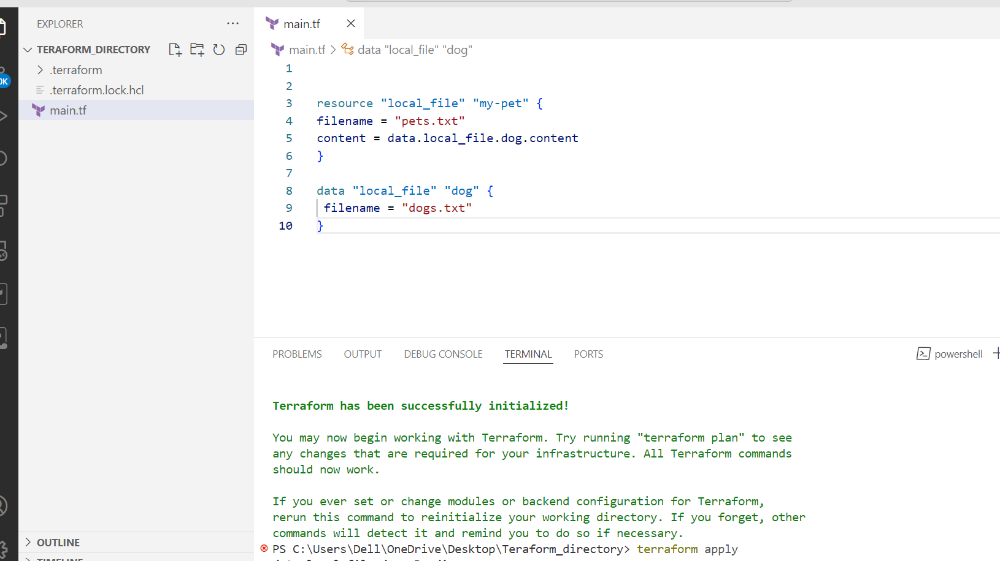 EXPLORER
TERAFORM_DIRECTORY
.terraform
.terraform.lock.hcl
main.tf
OUTLINE
TIMELINE
main.tf
main.tf > data "local_file" "dog"
1
2
3 resource "local_file" "my-pet" {
4 filename = "pets.txt"
5 content = data.local_file.dog.content
6 }
7
8 data "local_file" "dog" {
9 filename = "dogs.txt"
10 }
PROBLEMS OUTPUT DEBUG CONSOLE TERMINAL PORTS
powershell
Terraform has been successfully initialized!
You may now begin working with Terraform. Try running "terraform plan" to see
any changes that are required for your infrastructure. All Terraform commands
should now work.
If you ever set or change modules or backend configuration for Terraform,
rerun this command to reinitialize your working directory. If you forget, other
commands will detect it and remind you to do so if necessary.
PS C:\Users\Dell\OneDrive\Desktop\Teraform_directory> terraform apply